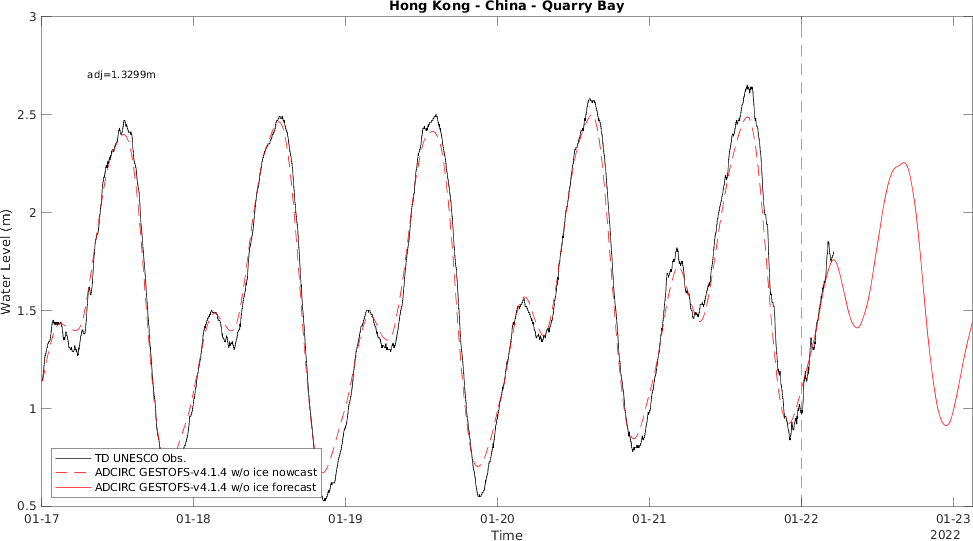 Hong Kong - China - Quarry Bay
3
adj=1.3299m
2.5
2
Water Level (m)
1.5
1
TD UNESCO Obs.
ADCIRC GESTOFS-v4.1.4 w/o ice nowcast
ADCIRC GESTOFS-v4.1.4 w/o ice forecast
0.5
01-17 01-18 01-19 01-20 01-21 01-22 01-23
Time 2022